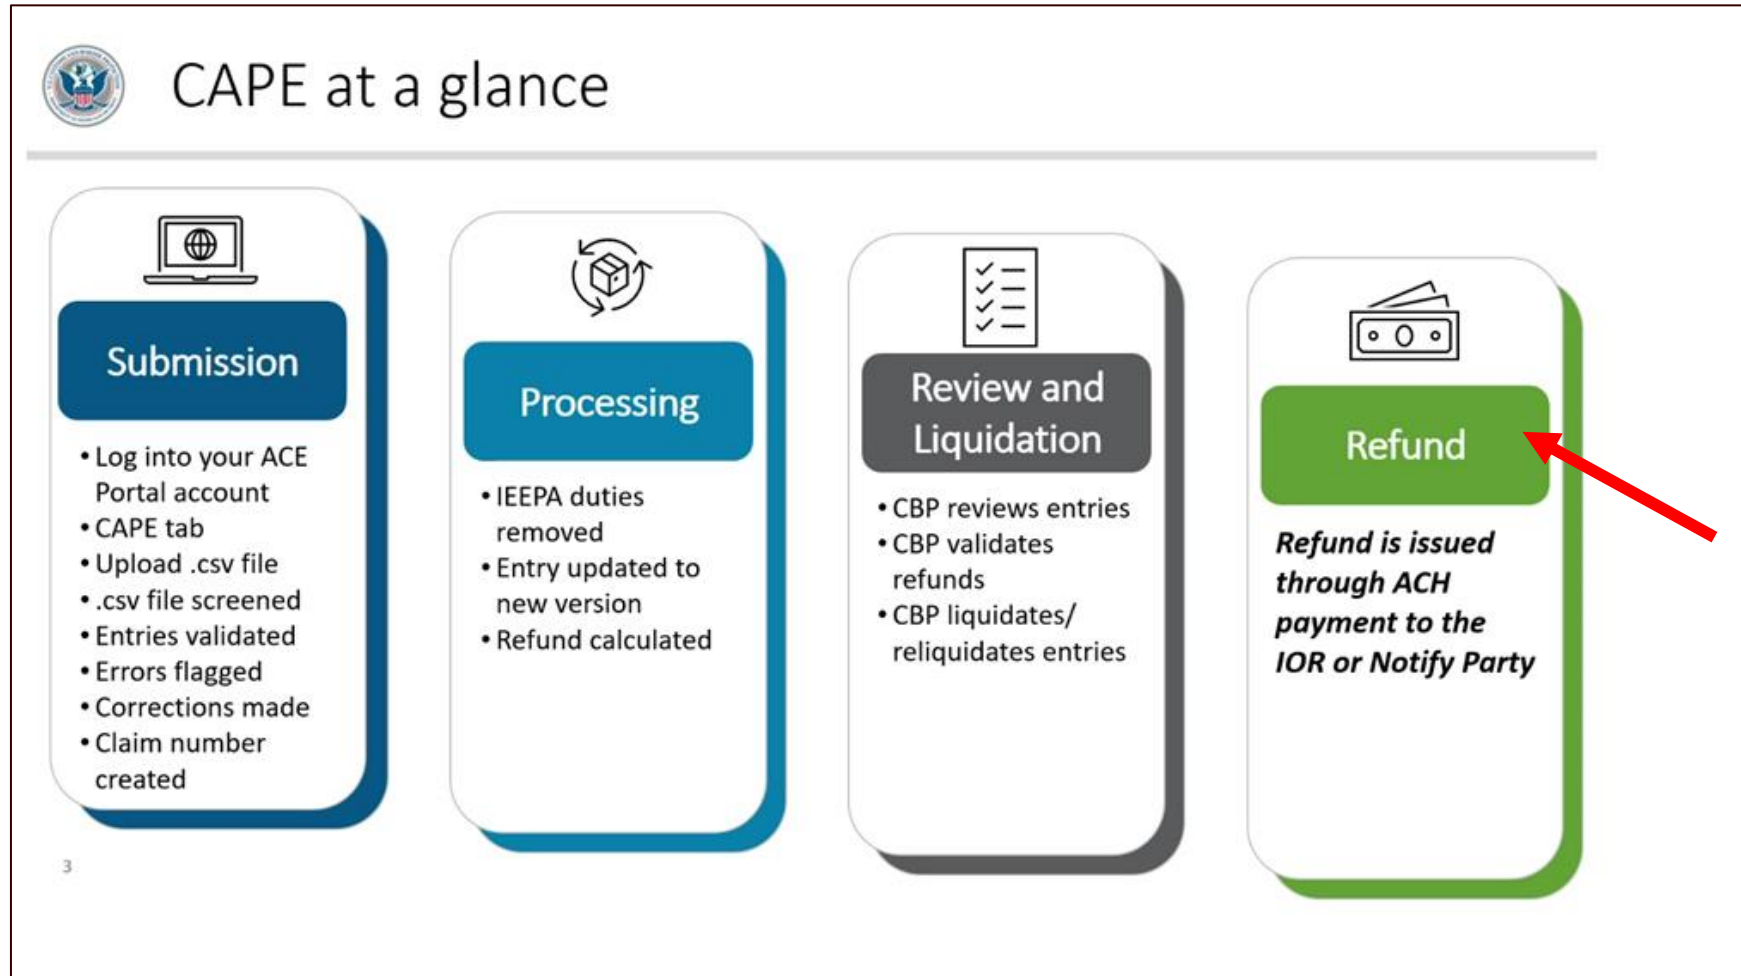 CAPE at a glance
Submission
• Log into your ACE
Portal account
• CAPE tab
• Upload .csv file
• .csv file screened
• Entries validated
• Errors flagged
• Corrections made
• Claim number
created
Processing
• IEEPA duties
removed
• Entry updated to
new version
• Refund calculated
Review and
Liquidation
• CBP reviews entries
• CBP validates
refunds
• CBP liquidates/
reliquidates entries
Refund
Refund is issued
through ACH
payment to the
IOR or Notify Party
3